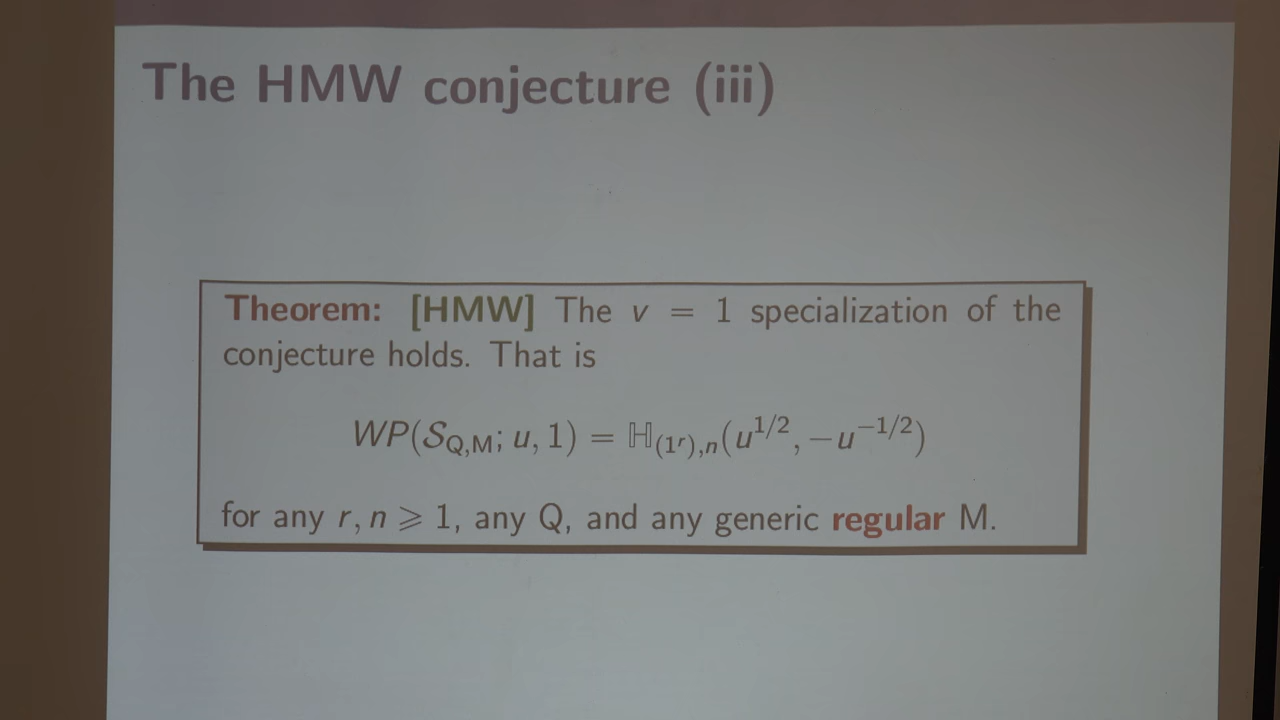 The HMW conjecture (iii)
Theorem: [HMW] The v = 1 specialization of the
conjecture holds. That is
WP(𝒮_{Q,M}; u, 1) = ℍ_{(1^r),n}(u^{1/2}, −u^{−1/2})
for any r, n ⩾ 1, any Q, and any generic regular M.